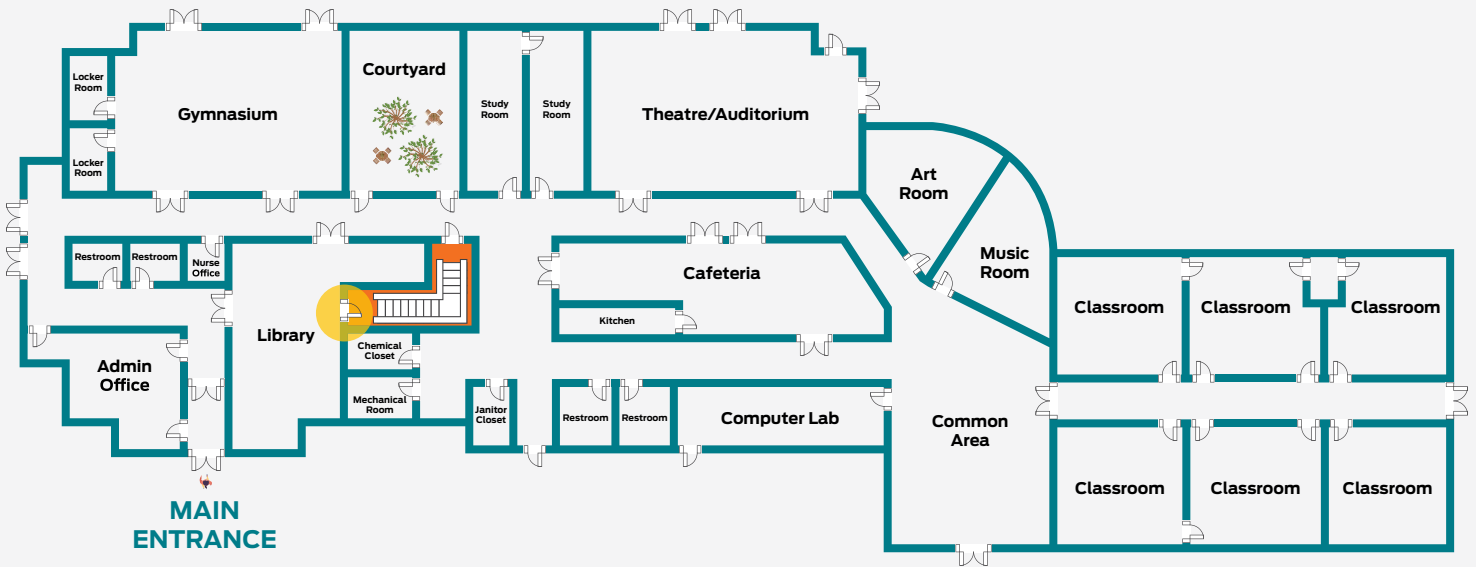 Locker
Room
Gymnasium
Courtyard
Study
Room
Study
Room
Theatre/Auditorium
Locker
Room
Art
Room
Music
Room
Restroom
Restroom
Nurse
Office
Library
Cafeteria
Kitchen
Chemical
Closet
Mechanical
Room
Admin
Office
Janitor
Closet
Restroom
Restroom
Computer Lab
Common
Area
Classroom
Classroom
Classroom
Classroom
Classroom
Classroom
MAIN
ENTRANCE